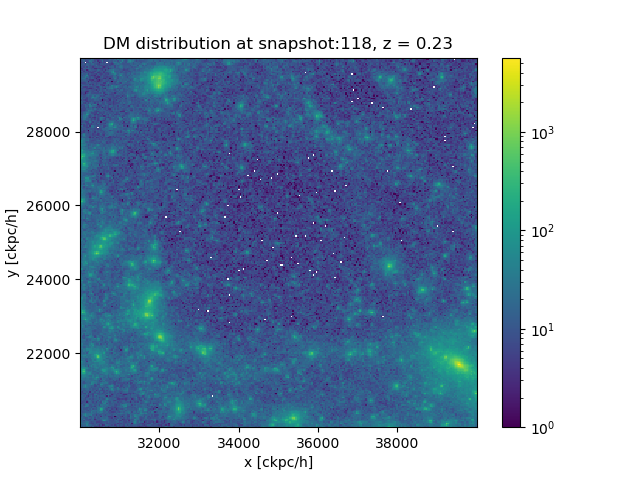 DM distribution at snapshot:118, z = 0.23
y [ckpc/h]
28000
26000
24000
22000
32000 34000 36000 38000
x [ckpc/h]
10³
10²
10¹
10⁰